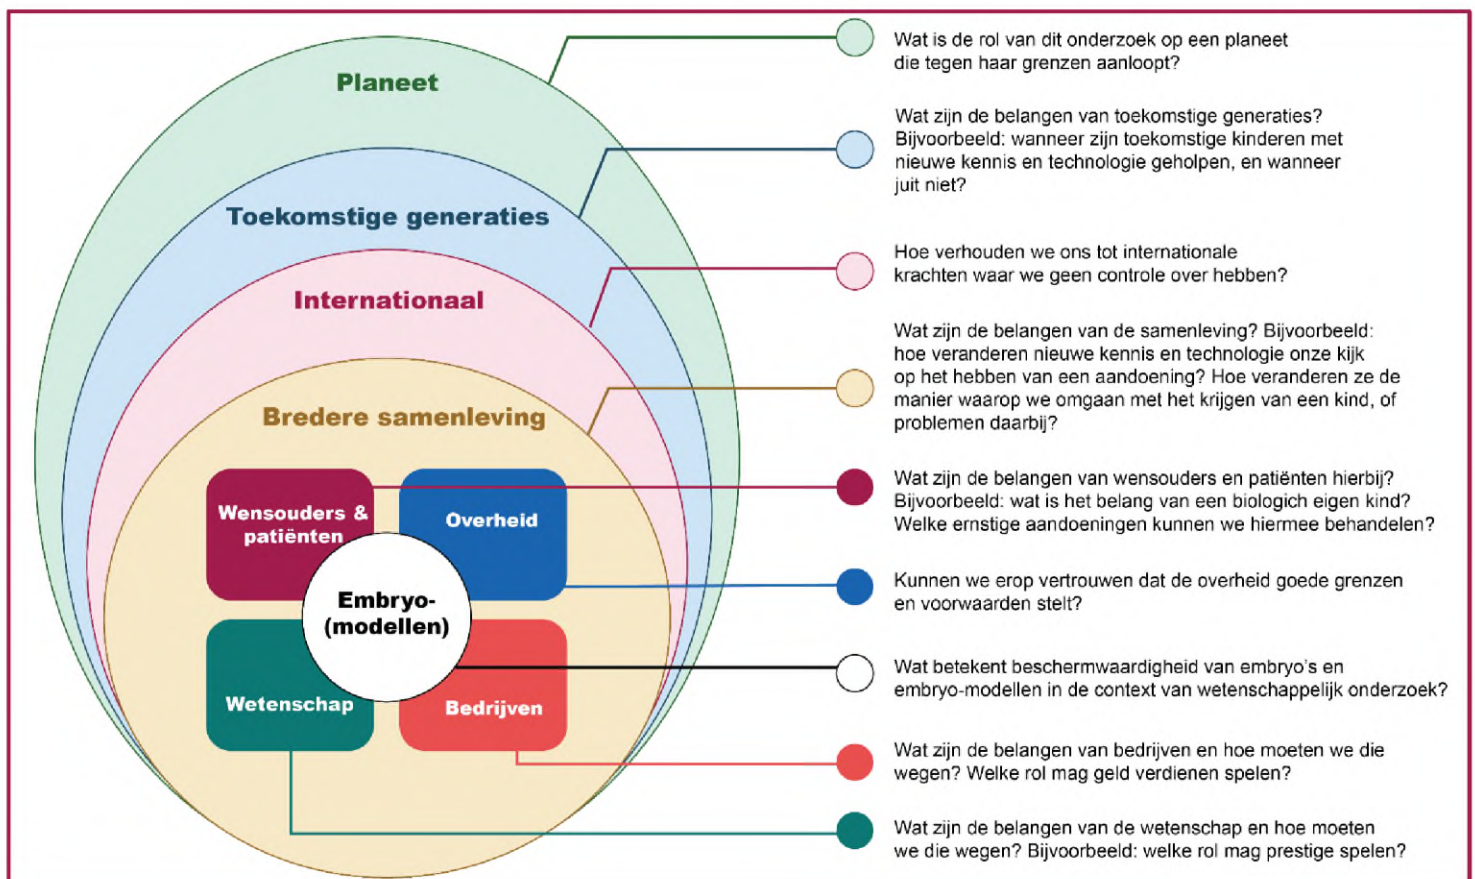 Planeet
Toekomstige generaties
Internationaal
Bredere samenleving
Wensouders &
patiënten
Overheid
Embryo-
(modellen)
Wetenschap
Bedrijven
Wat is de rol van dit onderzoek op een planeet
die tegen haar grenzen aanloopt?
Wat zijn de belangen van toekomstige generaties?
Bijvoorbeeld: wanneer zijn toekomstige kinderen met
nieuwe kennis en technologie geholpen, en wanneer
juit niet?
Hoe verhouden we ons tot internationale
krachten waar we geen controle over hebben?
Wat zijn de belangen van de samenleving? Bijvoorbeeld:
hoe veranderen nieuwe kennis en technologie onze kijk
op het hebben van een aandoening? Hoe veranderen ze de
manier waarop we omgaan met het krijgen van een kind, of
problemen daarbij?
Wat zijn de belangen van wensouders en patiënten hierbij?
Bijvoorbeeld: wat is het belang van een biologich eigen kind?
Welke ernstige aandoeningen kunnen we hiermee behandelen?
Kunnen we erop vertrouwen dat de overheid goede grenzen
en voorwaarden stelt?
Wat betekent beschermwaardigheid van embryo's en
embryo-modellen in de context van wetenschappelijk onderzoek?
Wat zijn de belangen van bedrijven en hoe moeten we die
wegen? Welke rol mag geld verdienen spelen?
Wat zijn de belangen van de wetenschap en hoe moeten
we die wegen? Bijvoorbeeld: welke rol mag prestige spelen?